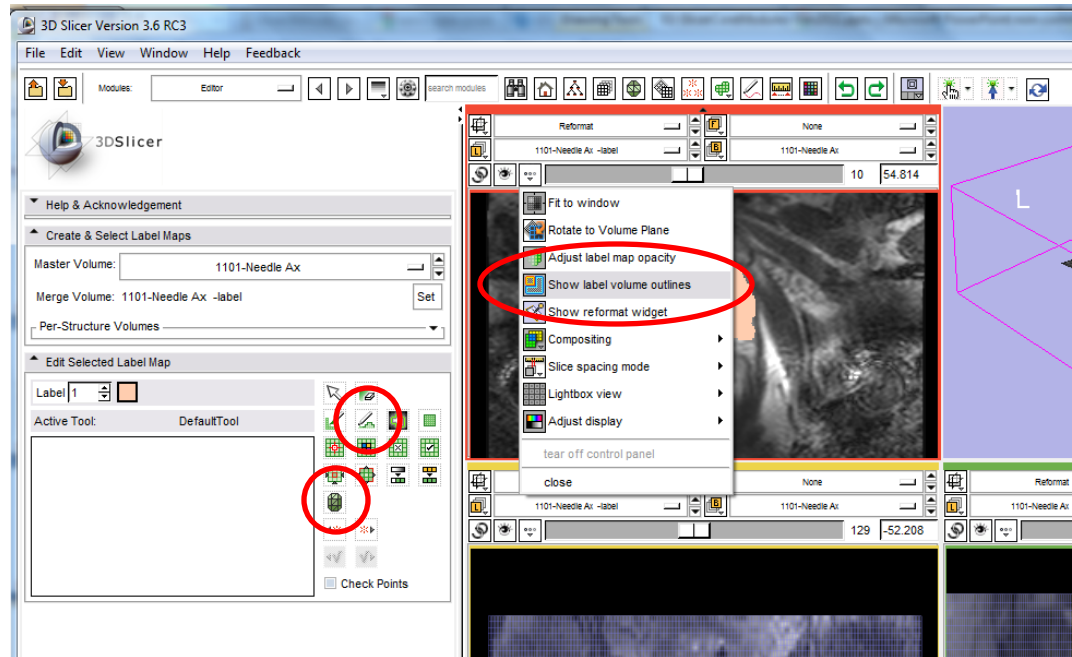 3D Slicer Version 3.6 RC3
File Edit View Window Help Feedback
Modules: Editor search modules
3DSlicer
Help & Acknowledgement
Create & Select Label Maps
Master Volume: 1101-Needle Ax
Merge Volume: 1101-Needle Ax -label Set
Per-Structure Volumes
Edit Selected Label Map
Label 1
Active Tool: DefaultTool
Check Points
Reformat None
L 1101-Needle Ax -label B 1101-Needle Ax
10 54.814
Fit to window
Rotate to Volume Plane
Adjust label map opacity
Show label volume outlines
Show reformat widget
Compositing
Slice spacing mode
Lightbox view
Adjust display
tear off control panel
close
L
None
1101-Needle Ax -label B 1101-Needle Ax
129 -52.208
Reformat
1101-Needle Ax